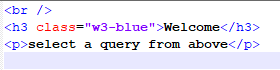 <br />
<h3 class="w3-blue">Welcome</h3>
<p>select a query from above</p>